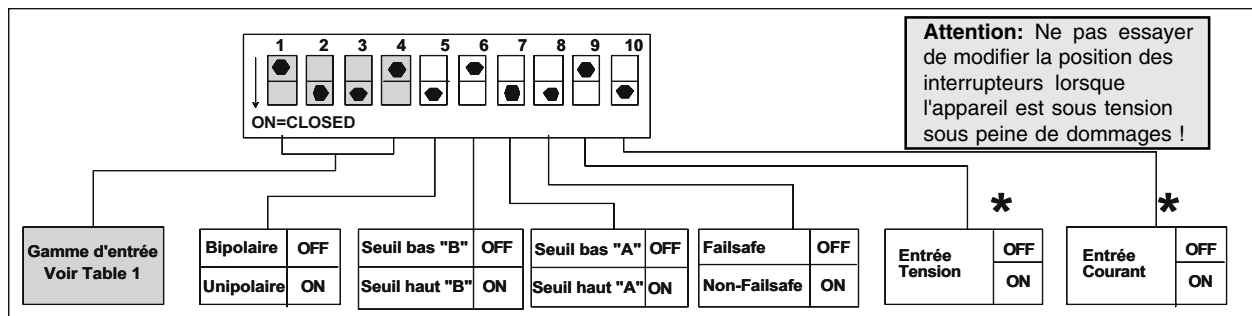 1 2 3 4 5 6 7 8 9 10
ON=CLOSED
Attention: Ne pas essayer
de modifier la position des
interrupteurs lorsque
l'appareil est sous tension
sous peine de dommages !
* *
Gamme d'entrée
Voir Table 1
Bipolaire OFF
Unipolaire ON
Seuil bas "B" OFF
Seuil haut "B" ON
Seuil bas "A" OFF
Seuil haut "A" ON
Failsafe OFF
Non-Failsafe ON
Entrée
Tension
OFF
ON
Entrée
Courant
OFF
ON